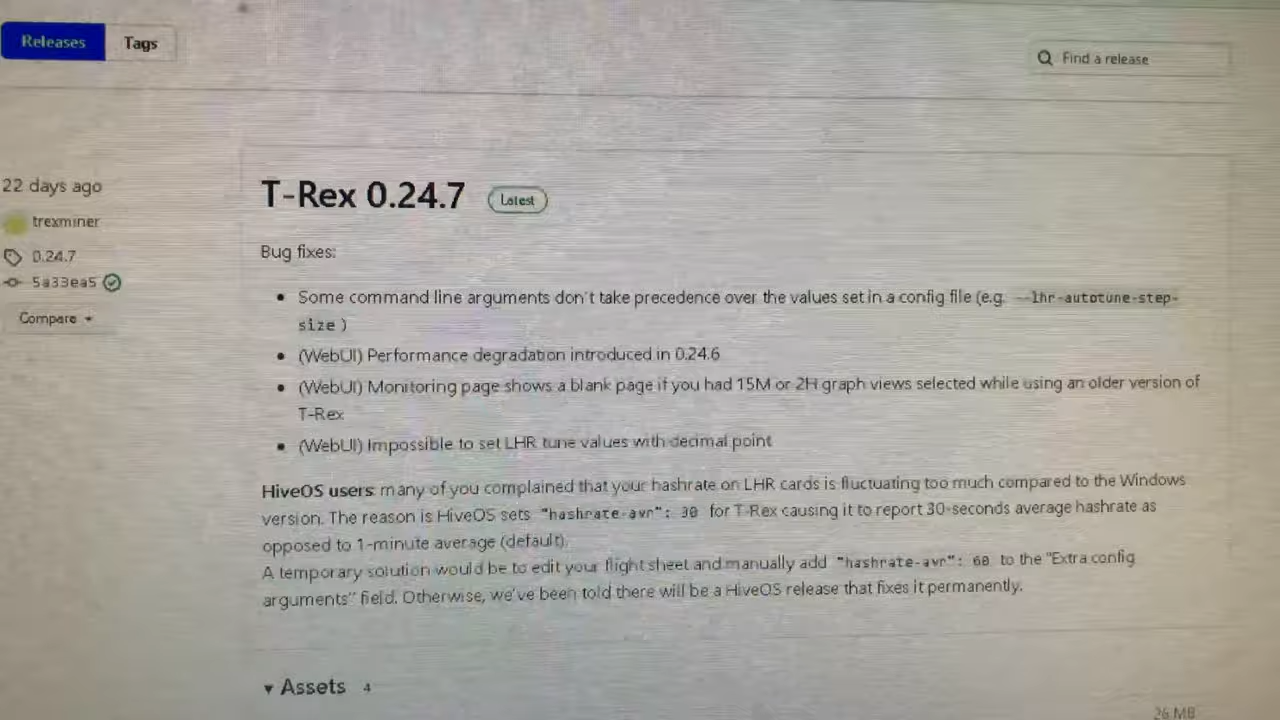 Releases
Tags
Find a release
22 days ago
trexminer
0.24.7
5a33ea5
Compare
T-Rex 0.24.7
Latest
Bug fixes:
Some command line arguments don't take precedence over the values set in a config file (e.g. --lhr-autotune-step-
size )
(WebUI) Performance degradation introduced in 0.24.6
(WebUI) Monitoring page shows a blank page if you had 15M or 2H graph views selected while using an older version of
T-Rex
(WebUI) Impossible to set LHR tune values with decimal point
HiveOS users: many of you complained that your hashrate on LHR cards is fluctuating too much compared to the Windows
version. The reason is HiveOS sets "hashrate-avr": 30 for T-Rex causing it to report 30-seconds average hashrate as
opposed to 1-minute average (default).
A temporary solution would be to edit your flight sheet and manually add "hashrate-avr": 60 to the "Extra config
arguments" field. Otherwise, we've been told there will be a HiveOS release that fixes it permanently.
Assets 4
26 MB